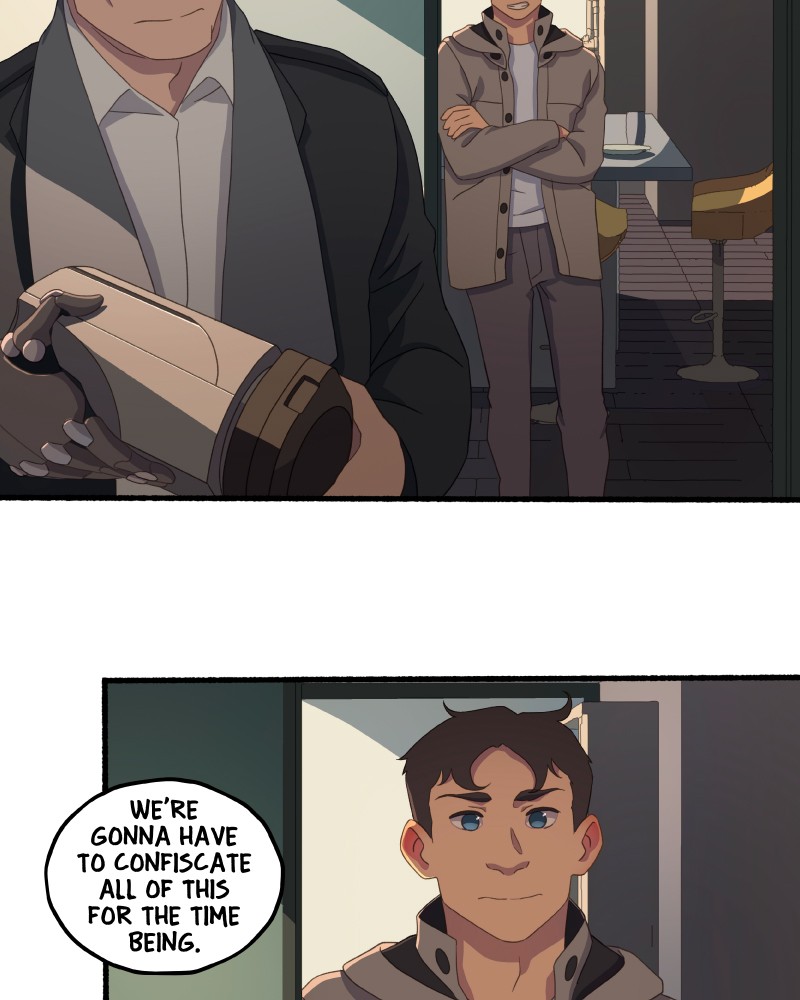 WE'RE
GONNA HAVE
TO CONFISCATE
ALL OF THIS
FOR THE TIME
BEING.